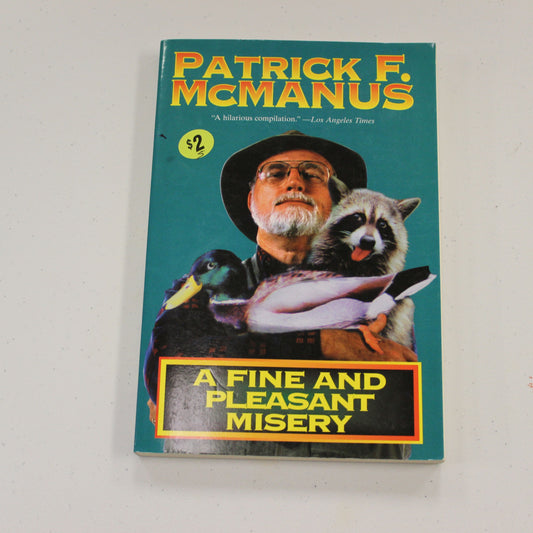 PATRICK F.
MCMANUS
“A hilarious compilation.” —Los Angeles Times
$2
A FINE AND
PLEASANT
MISERY